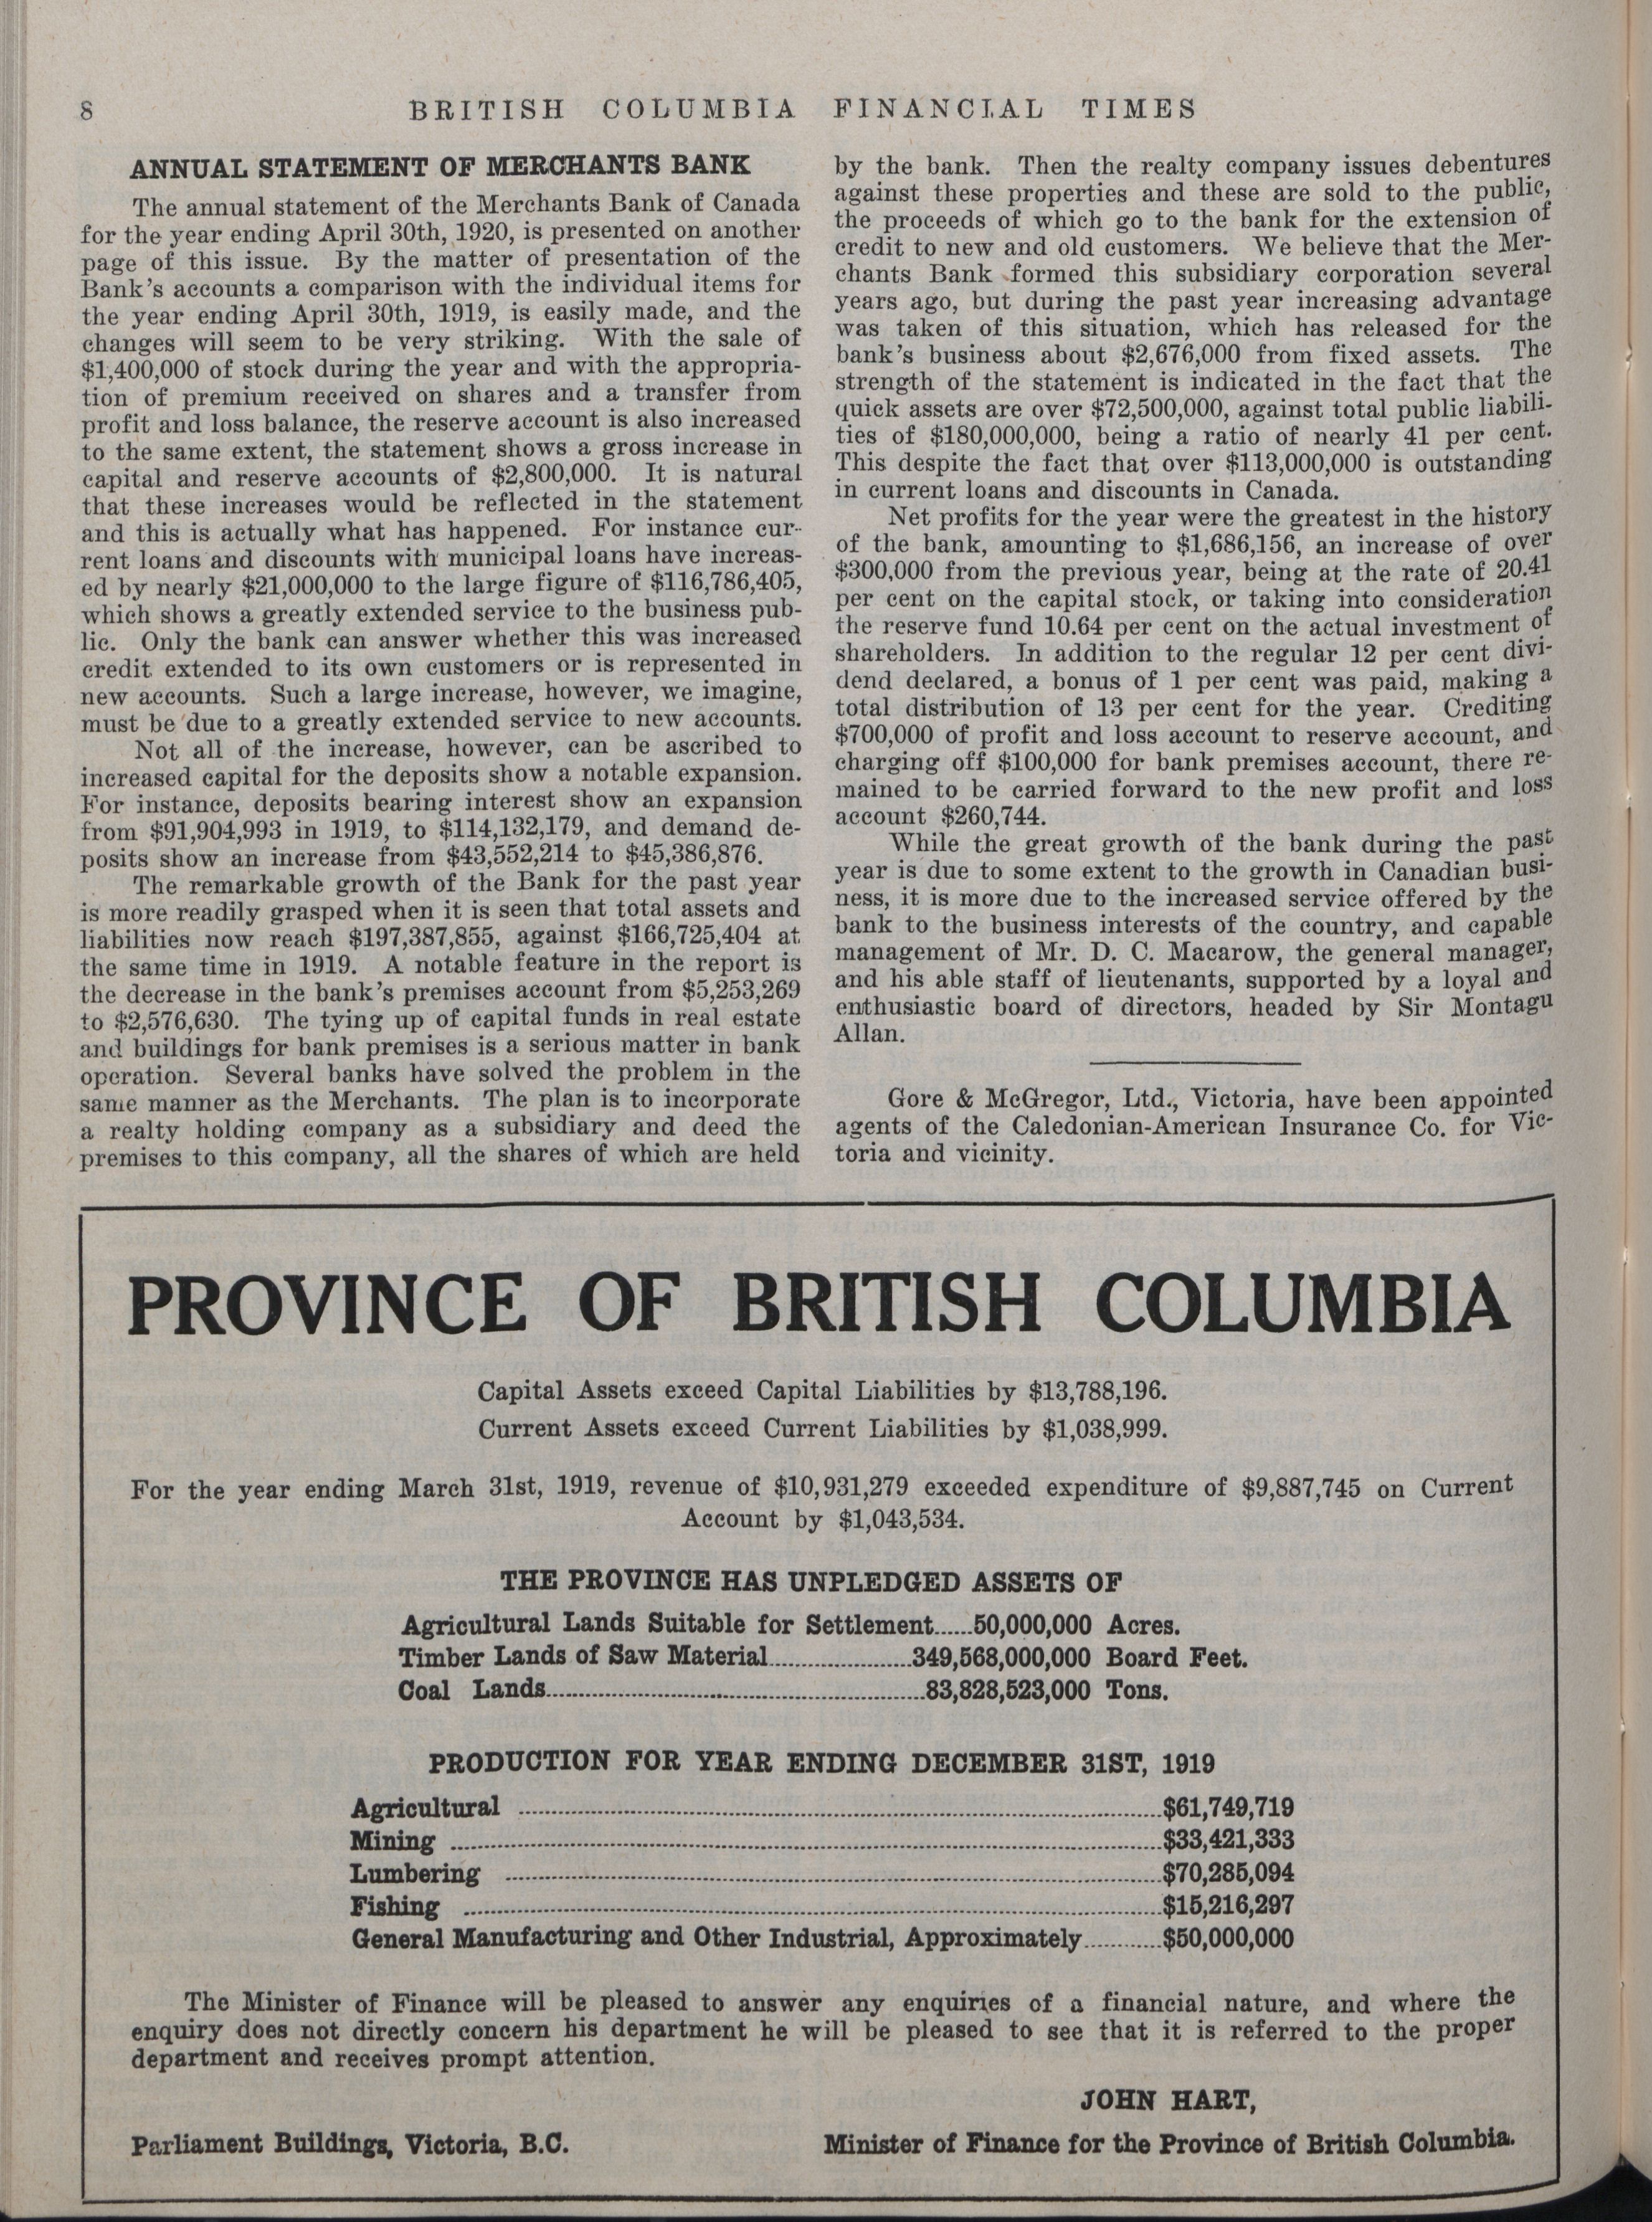 8 BRITISH COLUMBIA FINANCIAL TIMES
ANNUAL STATEMENT OF MERCHANTS BANK
The annual statement of the Merchants Bank of Canada
for the year ending April 30th, 1920, is presented on another
page of this issue. By the matter of presentation of the
Bank's accounts a comparison with the individual items for
the year ending April 30th, 1919, is easily made, and the
changes will seem to be very striking. With the sale of
$1,400,000 of stock during the year and with the appropria-
tion of premium received on shares and a transfer from
profit and loss balance, the reserve account is also increased
to the same extent, the statement shows a gross increase in
capital and reserve accounts of $2,800,000. It is natural
that these increases would be reflected in the statement
and this is actually what has happened. For instance cur-
rent loans and discounts with municipal loans have increas-
ed by nearly $21,000,000 to the large figure of $116,786,405,
which shows a greatly extended service to the business pub-
lic. Only the bank can answer whether this was increased
credit extended to its own customers or is represented in
new accounts. Such a large increase, however, we imagine,
must be due to a greatly extended service to new accounts.
Not all of the increase, however, can be ascribed to
increased capital for the deposits show a notable expansion.
For instance, deposits bearing interest show an expansion
from $91,904,993 in 1919, to $114,132,179, and demand de-
posits show an increase from $43,552,214 to $45,386,876.
The remarkable growth of the Bank for the past year
is more readily grasped when it is seen that total assets and
liabilities now reach $197,387,855, against $166,725,404 at
the same time in 1919. A notable feature in the report is
the decrease in the bank's premises account from $5,253,269
to $2,576,630. The tying up of capital funds in real estate
and buildings for bank premises is a serious matter in bank
operation. Several banks have solved the problem in the
same manner as the Merchants. The plan is to incorporate
a realty holding company as a subsidiary and deed the
premises to this company, all the shares of which are held
by the bank. Then the realty company issues debentures
against these properties and these are sold to the public,
the proceeds of which go to the bank for the extension of
credit to new and old customers. We believe that the Mer-
chants Bank formed this subsidiary corporation several
years ago, but during the past year increasing advantage
was taken of this situation, which has released for the
bank's business about $2,676,000 from fixed assets. The
strength of the statement is indicated in the fact that the
quick assets are over $72,500,000, against total public liabili-
ties of $180,000,000, being a ratio of nearly 41 per cent.
This despite the fact that over $113,000,000 is outstanding
in current loans and discounts in Canada.
Net profits for the year were the greatest in the history
of the bank, amounting to $1,686,156, an increase of over
$300,000 from the previous year, being at the rate of 20.41
per cent on the capital stock, or taking into consideration
the reserve fund 10.64 per cent on the actual investment of
shareholders. In addition to the regular 12 per cent divi-
dend declared, a bonus of 1 per cent was paid, making a
total distribution of 13 per cent for the year. Crediting
$700,000 of profit and loss account to reserve account, and
charging off $100,000 for bank premises account, there re-
mained to be carried forward to the new profit and loss
account $260,744.
While the great growth of the bank during the past
year is due to some extent to the growth in Canadian busi-
ness, it is more due to the increased service offered by the
bank to the business interests of the country, and capable
management of Mr. D. C. Macarow, the general manager,
and his able staff of lieutenants, supported by a loyal and
enthusiastic board of directors, headed by Sir Montagu
Allan.
Gore & McGregor, Ltd., Victoria, have been appointed
agents of the Caledonian-American Insurance Co. for Vic-
toria and vicinity.
PROVINCE OF BRITISH COLUMBIA
Capital Assets exceed Capital Liabilities by $13,788,196.
Current Assets exceed Current Liabilities by $1,038,999.
For the year ending March 31st, 1919, revenue of $10,931,279 exceeded expenditure of $9,887,745 on Current
Account by $1,043,534.
THE PROVINCE HAS UNPLEDGED ASSETS OF
Agricultural Lands Suitable for Settlement......50,000,000 Acres.
Timber Lands of Saw Material......................349,568,000,000 Board Feet.
Coal Lands..........................................................83,828,523,000 Tons.
PRODUCTION FOR YEAR ENDING DECEMBER 31ST, 1919
Agricultural ..........................................................$61,749,719
Mining ..........................................................$33,421,333
Lumbering ..........................................................$70,285,094
Fishing ..........................................................$15,216,297
General Manufacturing and Other Industrial, Approximately............$50,000,000
The Minister of Finance will be pleased to answer any enquiries of a financial nature, and where the
enquiry does not directly concern his department he will be pleased to see that it is referred to the proper
department and receives prompt attention.
JOHN HART,
Parliament Buildings, Victoria, B.C. Minister of Finance for the Province of British Columbia.